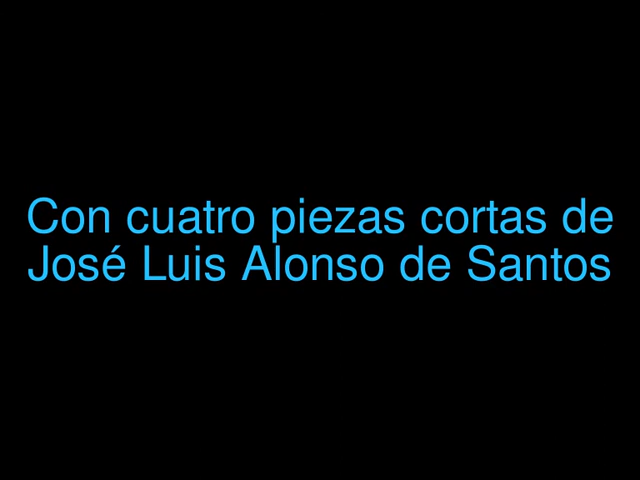 Con cuatro piezas cortas de
José Luis Alonso de Santos